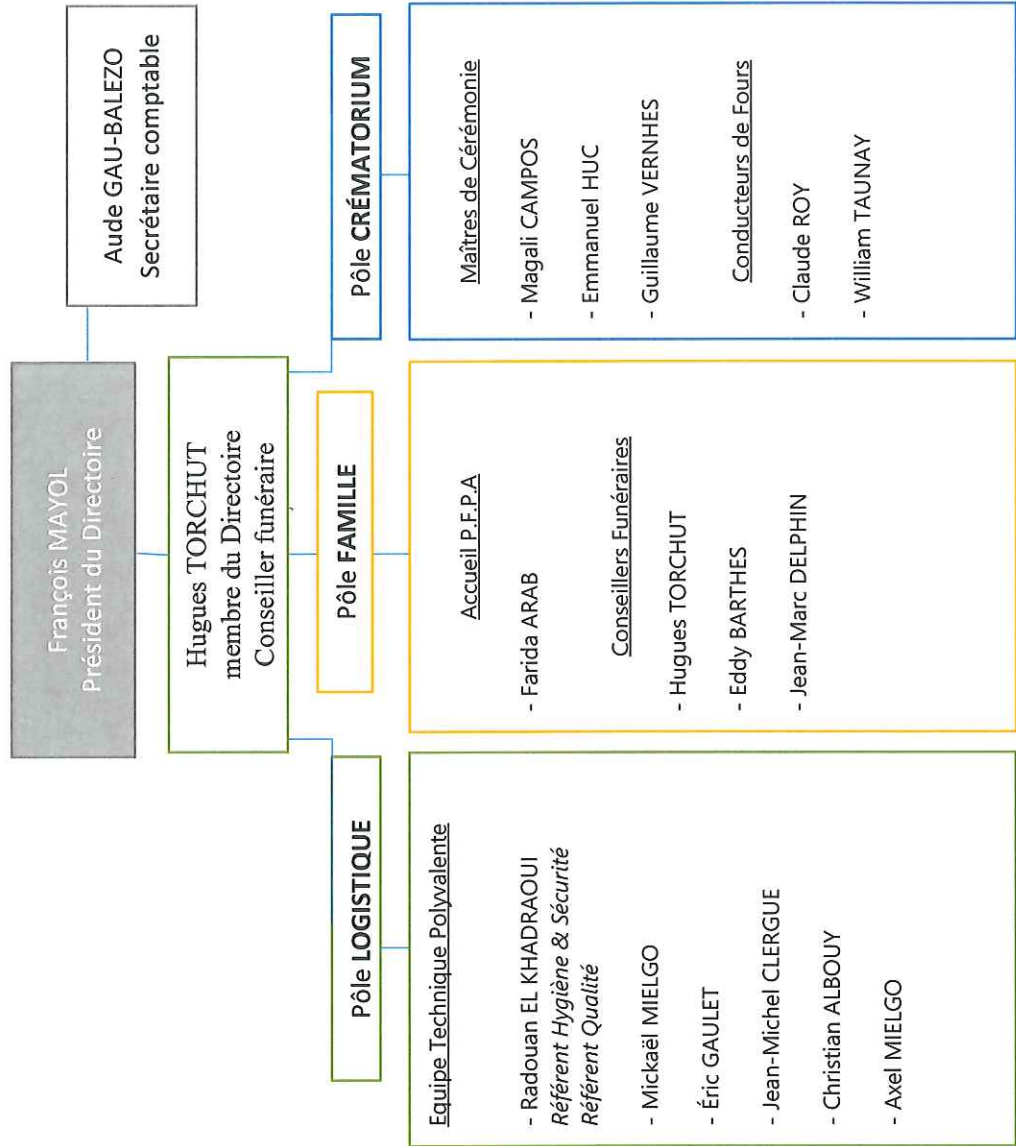 François MAYOL
Président du Directoire
Aude GAU-BALEZO
Secrétaire comptable
Hugues TORCHUT
membre du Directoire
Conseiller funéraire
Pôle LOGISTIQUE
Equipe Technique Polyvalente
- Radouan EL KHADRAOUI
Référent Hygiène & Sécurité
Référent Qualité
- Mickaël MIELGO
- Éric GAULET
- Jean-Michel CLERGUE
- Christian ALBOUY
- Axel MIELGO
Pôle FAMILLE
Accueil P.F.P.A
- Farida ARAB
Conseillers Funéraires
- Hugues TORCHUT
- Eddy BARTHES
- Jean-Marc DELPHIN
Pôle CRÉMATORIUM
Maîtres de Cérémonie
- Magali CAMPOS
- Emmanuel HUC
- Guillaume VERNHES
Conducteurs de Fours
- Claude ROY
- William TAUNAY